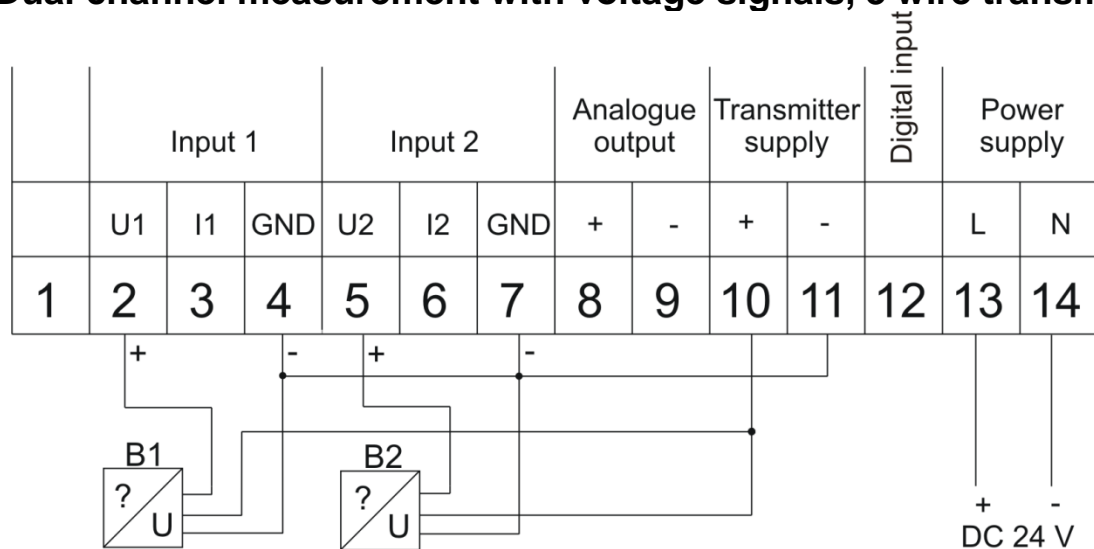 Dual channel measurement with voltage signals, 3 wire
Digital input
Analogue Transmitter Power
Input 1 Input 2 output supply supply
U1 I1 GND U2 I2 GND + - + - L N
1 2 3 4 5 6 7 8 9 10 11 12 13 14
+ - + -
B1 B2
? ?
U U
+ -
DC 24 V